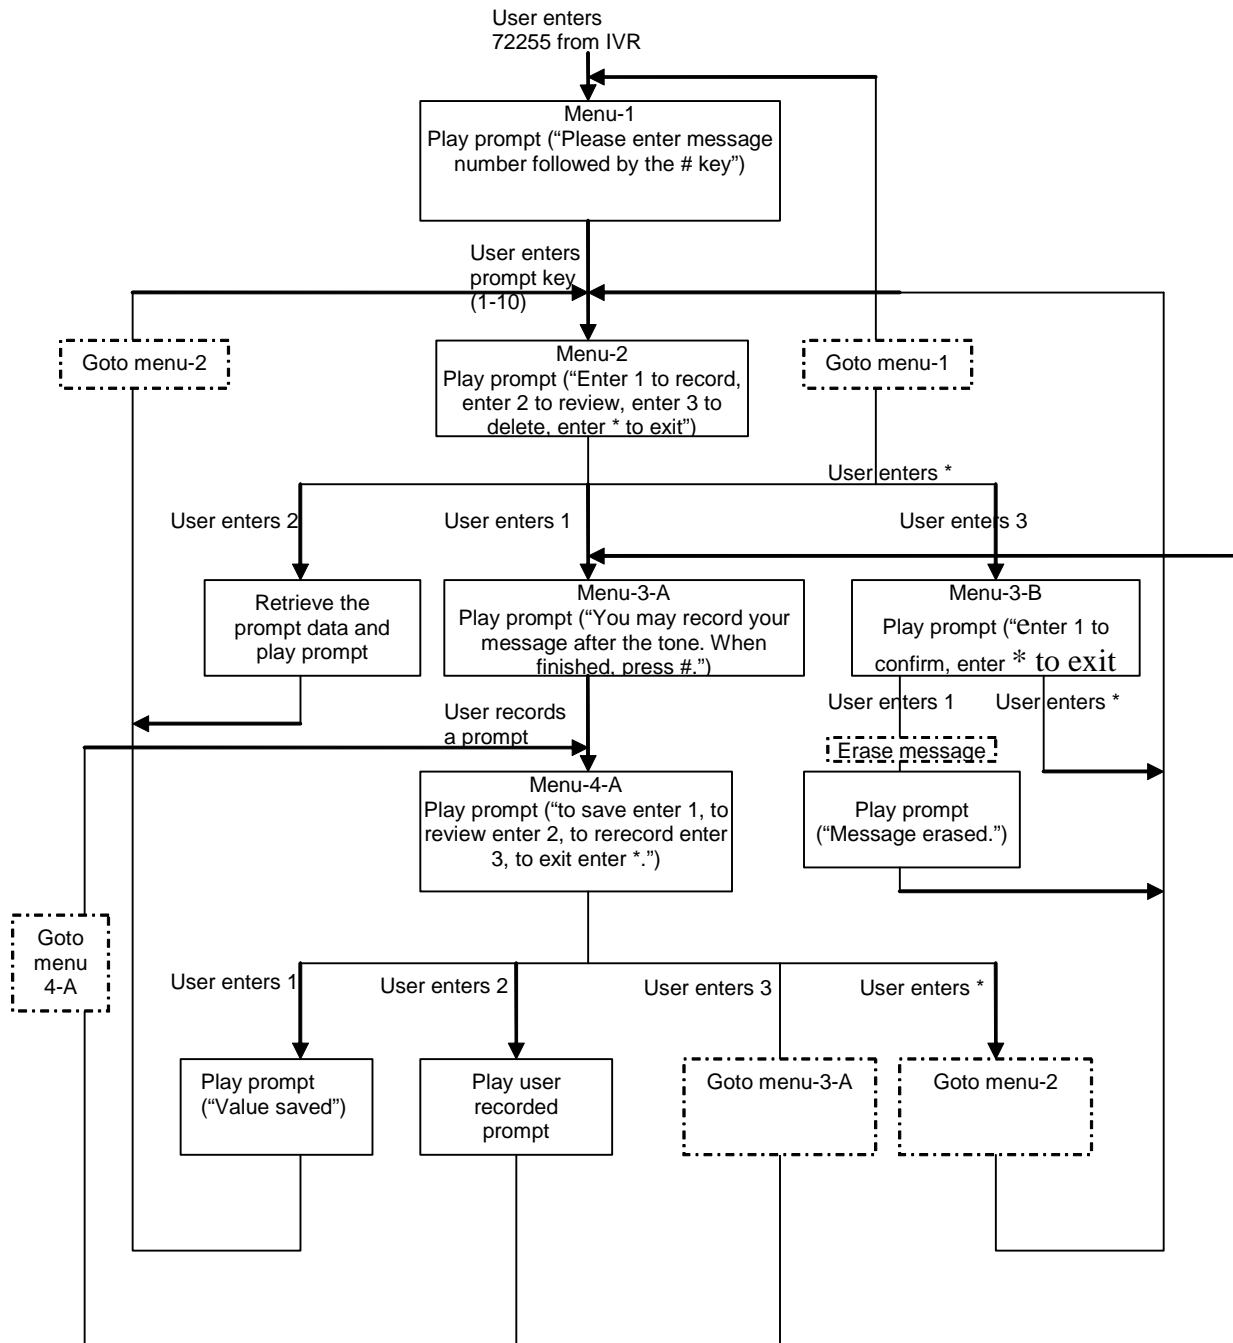 User enters
72255 from IVR
Menu-1
Play prompt (“Please enter message
number followed by the # key”)
User enters
prompt key
(1-10)
Goto menu-2
Menu-2
Play prompt (“Enter 1 to record,
enter 2 to review, enter 3 to
delete, enter * to exit”)
Goto menu-1
User enters *
User enters 2
User enters 1
User enters 3
Retrieve the
prompt data and
play prompt
Menu-3-A
Play prompt (“You may record your
message after the tone. When
finished, press #.”)
Menu-3-B
Play prompt (“enter 1 to
confirm, enter * to exit
User records
a prompt
User enters 1
User enters *
Erase message
Menu-4-A
Play prompt (“to save enter 1, to
review enter 2, to rerecord enter
3, to exit enter *.”)
Play prompt
(“Message erased.”)
Goto
menu
4-A
User enters 1
User enters 2
User enters 3
User enters *
Play prompt
(“Value saved”)
Play user
recorded
prompt
Goto menu-3-A
Goto menu-2